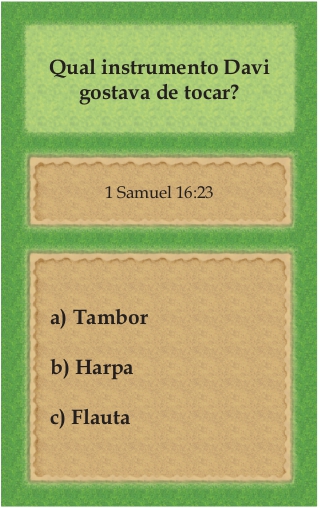 Qual instrumento Davi
gostava de tocar?
1 Samuel 16:23
a) Tambor
b) Harpa
c) Flauta